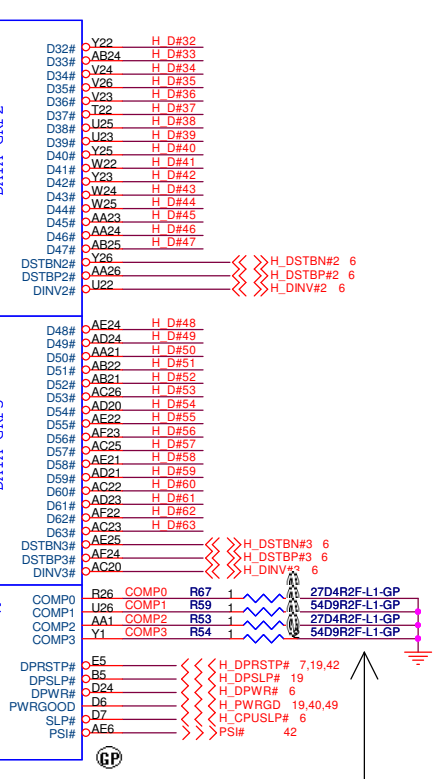 D32# Y22 H_D#32
D33# AB24 H_D#33
D34# V24 H_D#34
D35# V26 H_D#35
D36# V23 H_D#36
D37# T22 H_D#37
D38# U25 H_D#38
D39# U23 H_D#39
D40# Y25 H_D#40
D41# W22 H_D#41
D42# Y23 H_D#42
D43# W24 H_D#43
D44# W25 H_D#44
D45# AA23 H_D#45
D46# AA24 H_D#46
D47# AB25 H_D#47
DSTBN2# Y26 H_DSTBN#2 6
DSTBP2# AA26 H_DSTBP#2 6
DINV2# U22 H_DINV#2 6
D48# AE24 H_D#48
D49# AD24 H_D#49
D50# AA21 H_D#50
D51# AB22 H_D#51
D52# AB21 H_D#52
D53# AC26 H_D#53
D54# AD20 H_D#54
D55# AE22 H_D#55
D56# AF23 H_D#56
D57# AC25 H_D#57
D58# AE21 H_D#58
D59# AD21 H_D#59
D60# AC22 H_D#60
D61# AD23 H_D#61
D62# AF22 H_D#62
D63# AC23 H_D#63
DSTBN3# AE25 H_DSTBN#3 6
DSTBP3# AF24 H_DSTBP#3 6
DINV3# AC20 H_DINV#3 6
COMP0 R26 COMP0 R67 1 27D4R2F-L1-GP
COMP1 U26 COMP1 R59 1 54D9R2F-L1-GP
COMP2 AA1 COMP2 R53 1 27D4R2F-L1-GP
COMP3 Y1 COMP3 R54 1 54D9R2F-L1-GP
DPRSTP# E5 H_DPRSTP# 7,19,42
DPSLP# B5 H_DPSLP# 19
DPWR# D24 H_DPWR# 6
PWRGOOD D6 H_PWRGD 19,40,49
SLP# D7 H_CPUSLP# 6
PSI# AE6 PSI# 42
GP